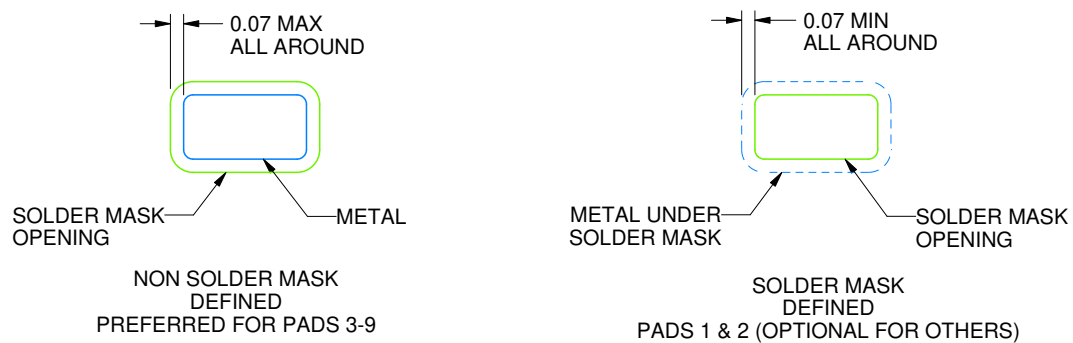 0.07 MAX
ALL AROUND
SOLDER MASK
OPENING
METAL
NON SOLDER MASK
DEFINED
PREFERRED FOR PADS 3-9
0.07 MIN
ALL AROUND
METAL UNDER
SOLDER MASK
SOLDER MASK
OPENING
SOLDER MASK
DEFINED
PADS 1 & 2 (OPTIONAL FOR OTHERS)